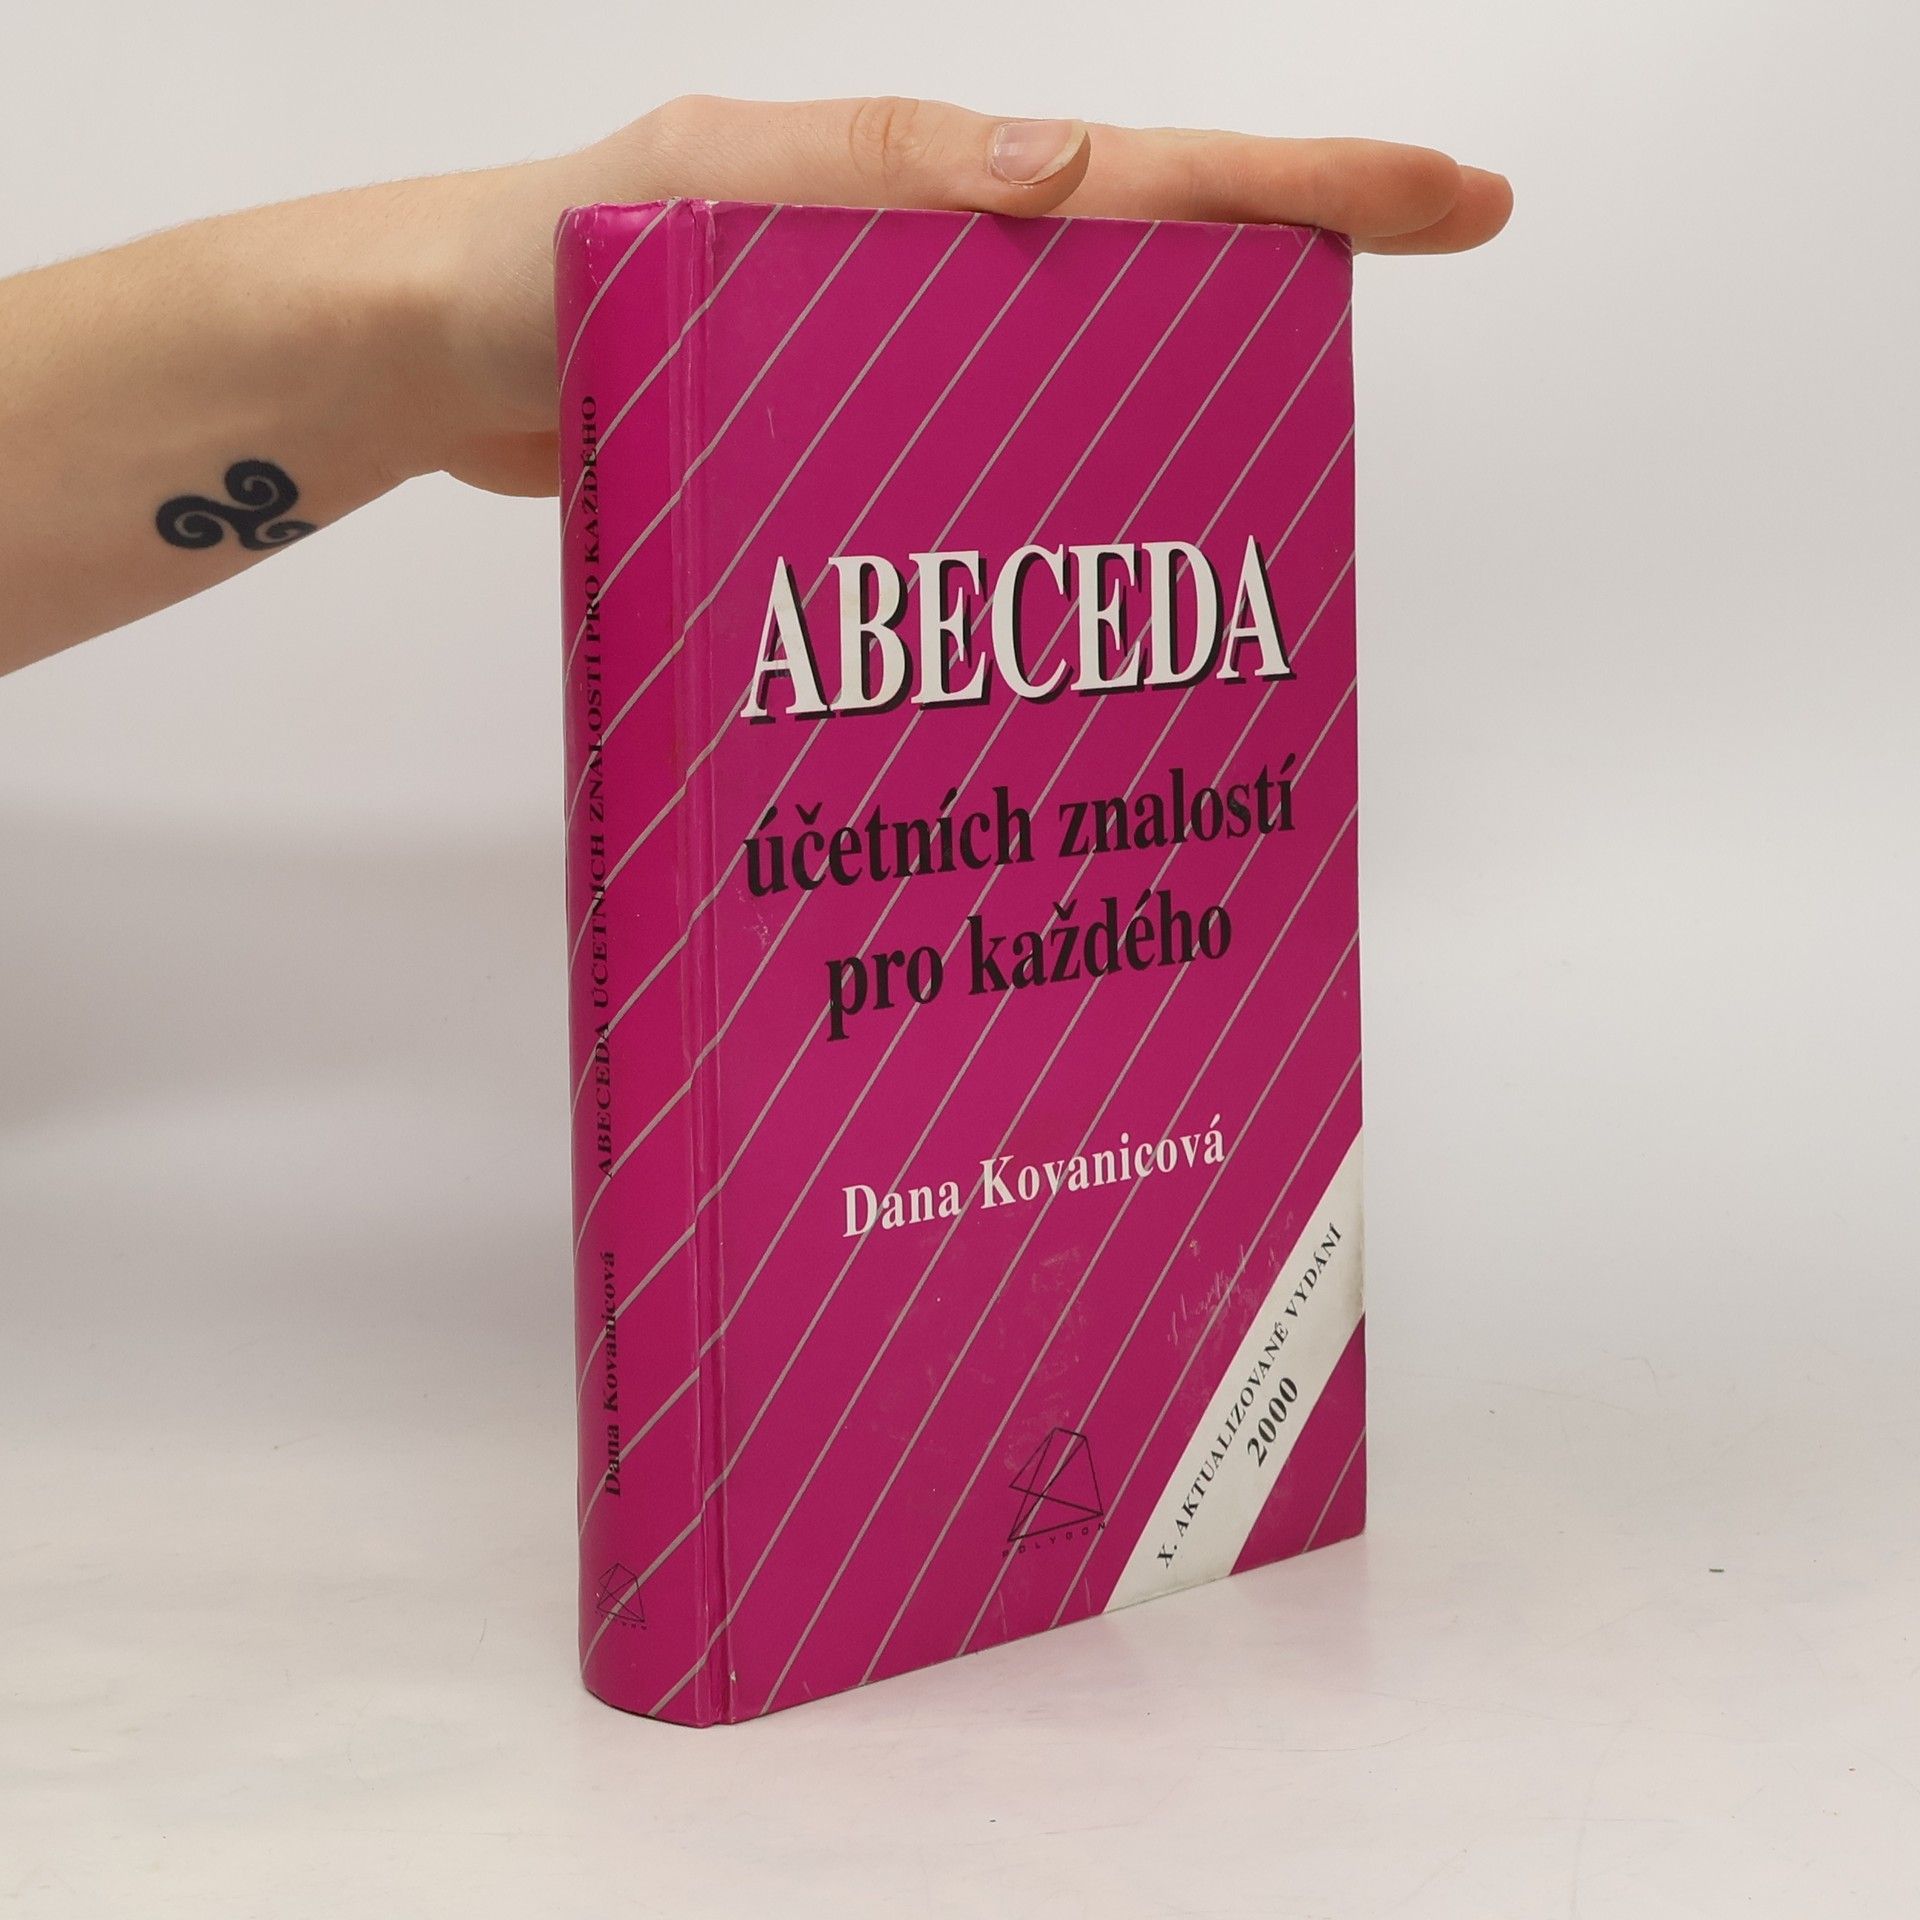 ABECEDA
účetních znalostí
pro každého
Dana Kovanicová
X. AKTUALIZOVANÉ VYDÁNÍ
2000
POLYGON
Dana Kovanicová ABECEDA ÚČETNÍCH ZNALOSTÍ PRO KAŽDÉHO